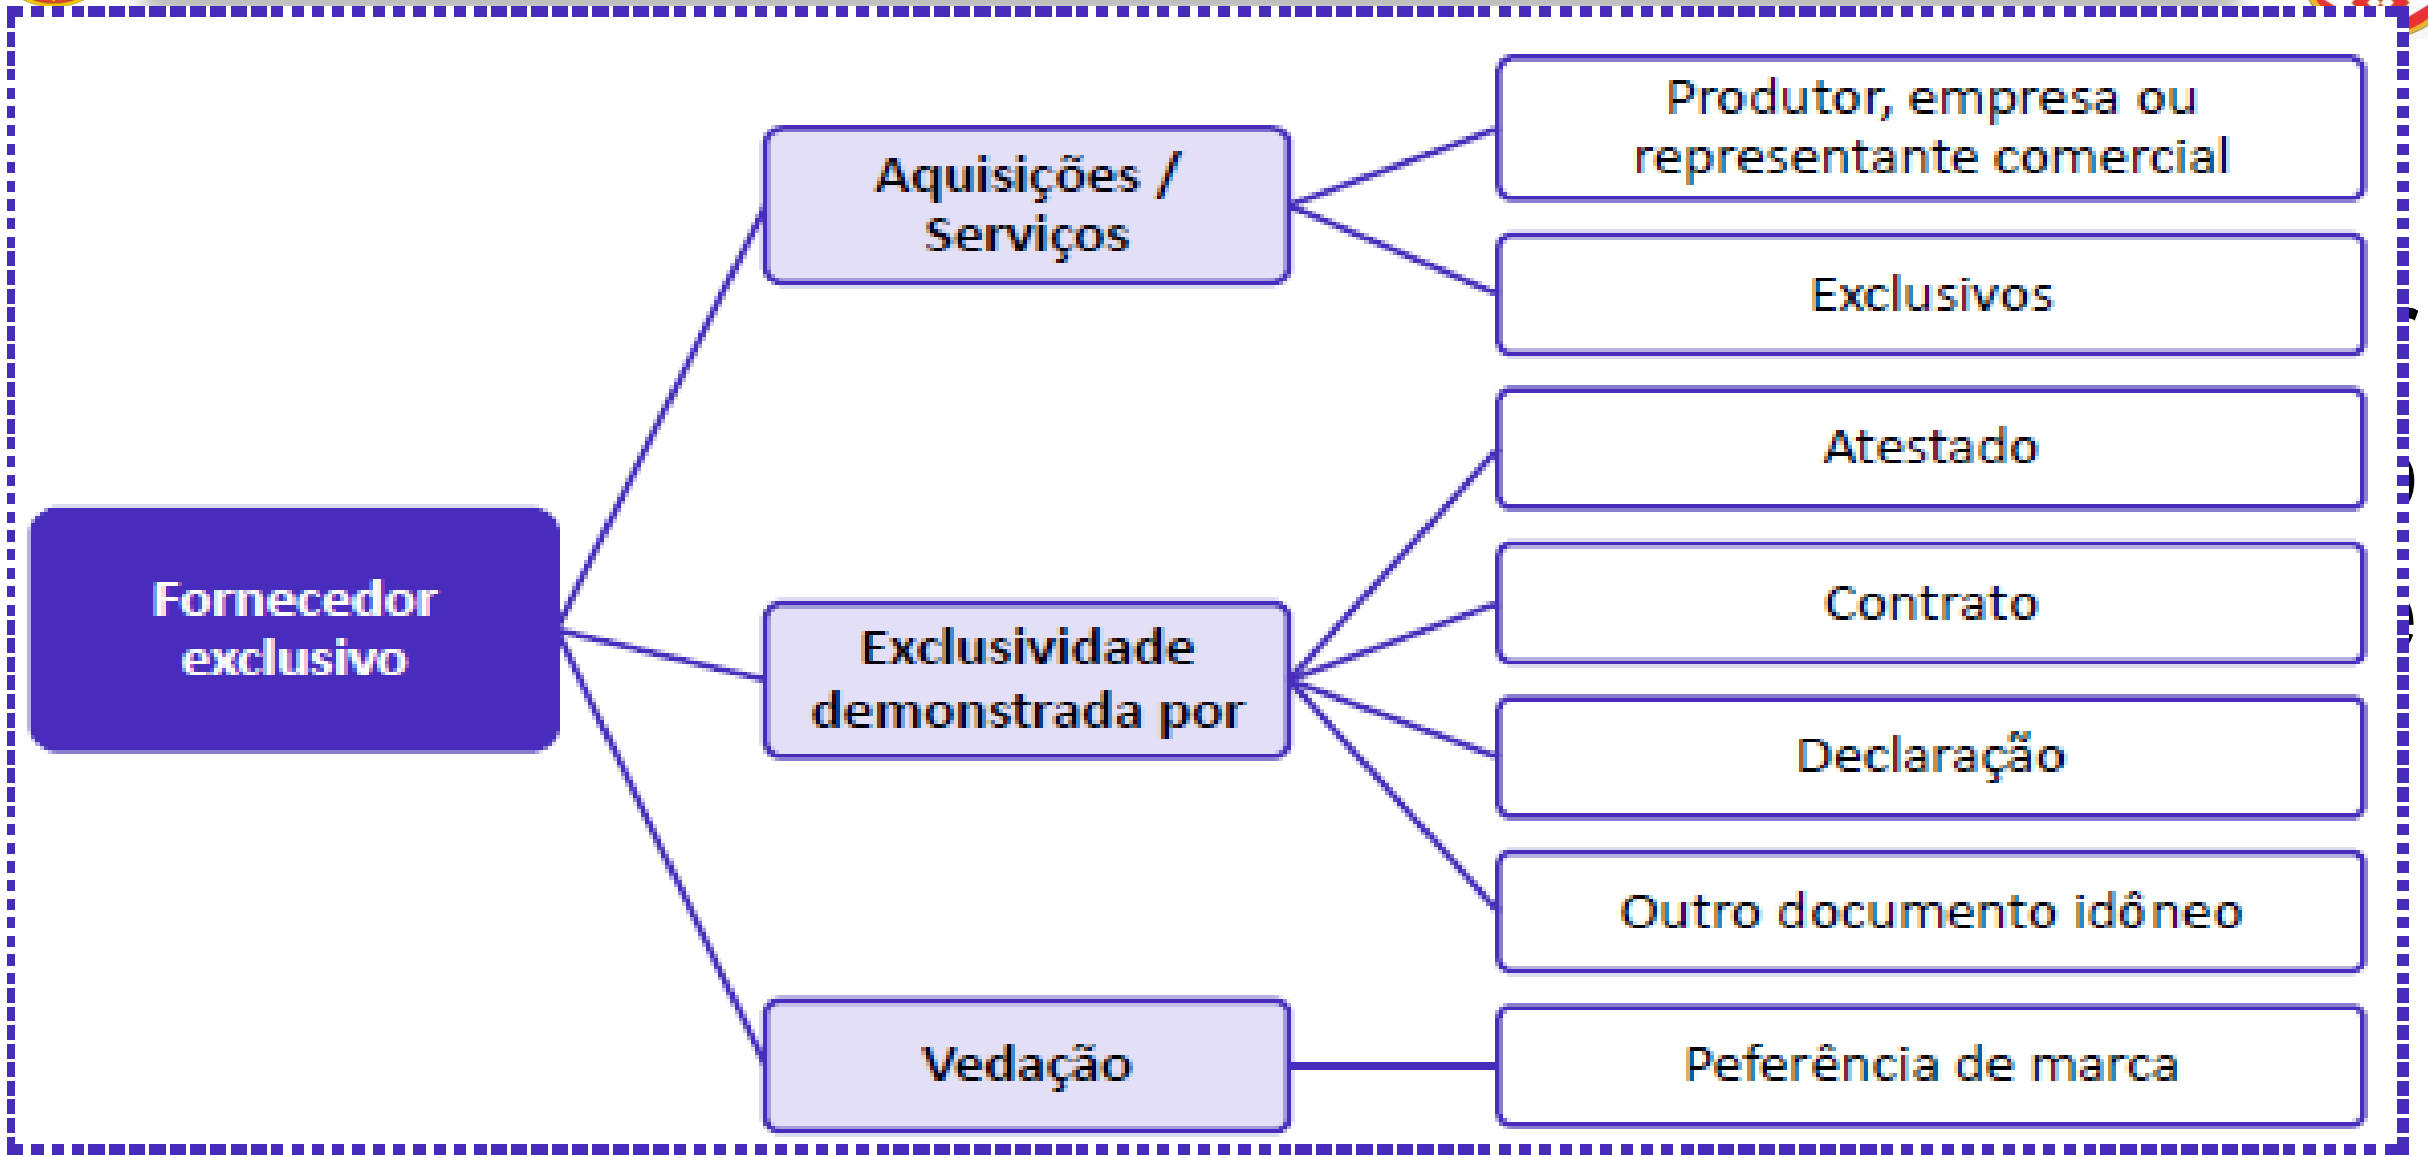 Produtor, empresa ou
representante comercial
Aquisições /
Serviços
Exclusivos
Atestado
Fornecedor
exclusivo
Exclusividade
demonstrada por
Contrato
Declaração
Outro documento idôneo
Vedação
Peferência de marca